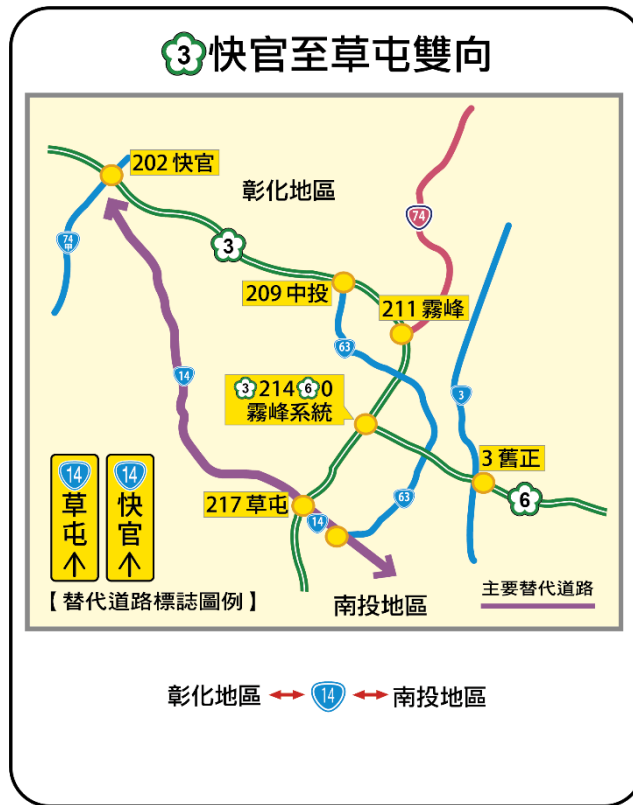 3快官至草屯雙向
202 快官
彰化地區
74
74甲
3
209 中投
211 霧峰
63
14
3 214 6 0
霧峰系統
3
3 舊正
6
14
草屯
↑
14
快官
↑
217 草屯
14
63
【替代道路標誌圖例】
南投地區
主要替代道路
彰化地區 ↔ 14 ↔ 南投地區